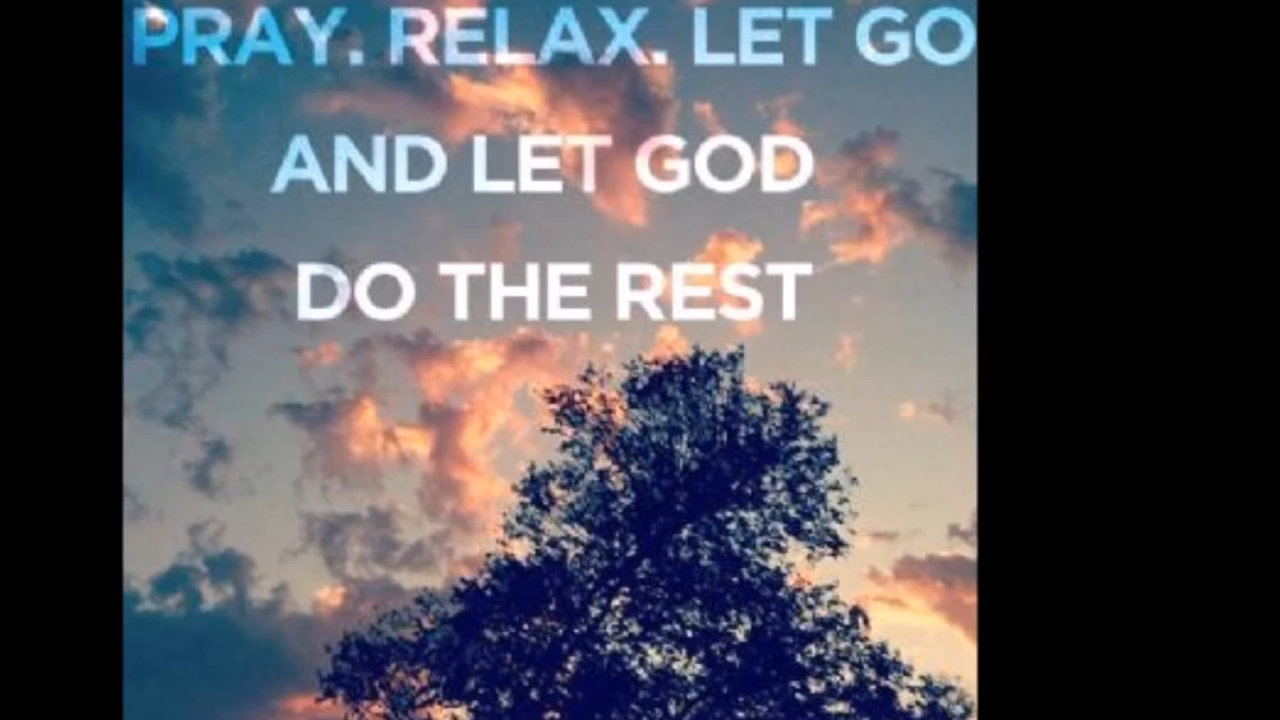 PRAY. RELAX. LET GO
AND LET GOD
DO THE REST